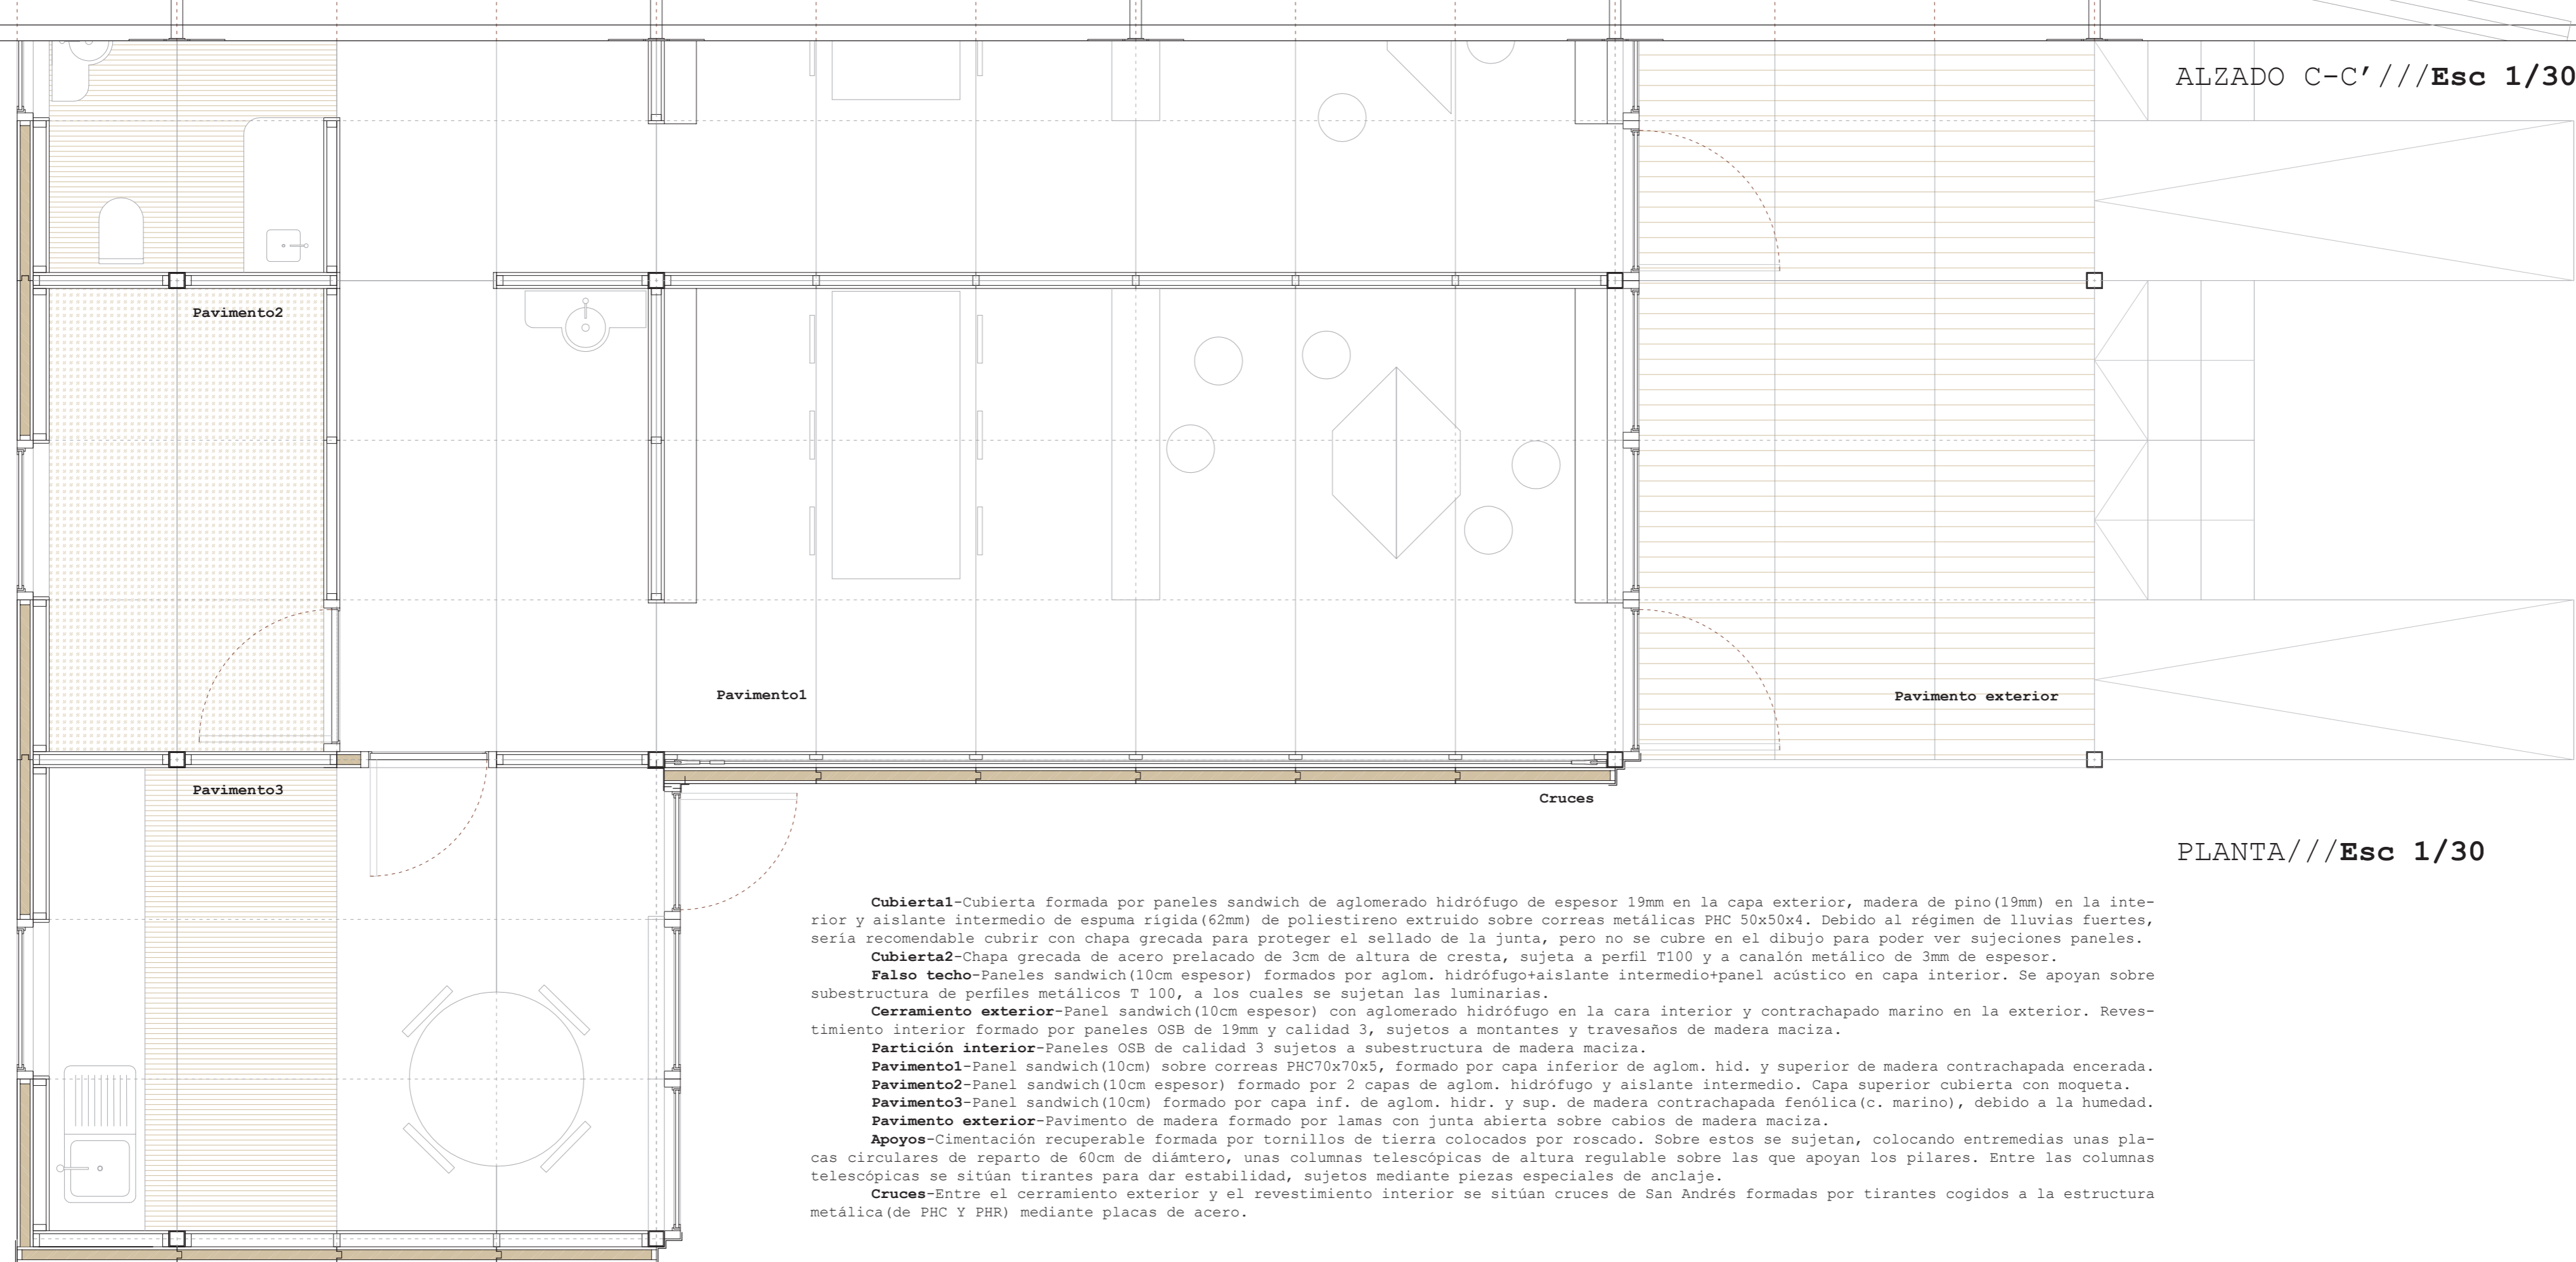 ALZADO C-C'///Esc 1/30
Pavimento2
Pavimento1
Pavimento exterior
Pavimento3
Cruces
PLANTA///Esc 1/30
Cubierta1-Cubierta formada por paneles sandwich de aglomerado hidrófugo de espesor 19mm en la capa exterior, madera de pino(19mm) en la inte-
rior y aislante intermedio de espuma rígida(62mm) de poliestireno extruido sobre correas metálicas PHC 50x50x4. Debido al régimen de lluvias fuertes,
sería recomendable cubrir con chapa grecada para proteger el sellado de la junta, pero no se cubre en el dibujo para poder ver sujeciones paneles.
Cubierta2-Chapa grecada de acero prelacado de 3cm de altura de cresta, sujeta a perfil T100 y a canalón metálico de 3mm de espesor.
Falso techo-Paneles sandwich(10cm espesor) formados por aglom. hidrófugo+aislante intermedio+panel acústico en capa interior. Se apoyan sobre
subestructura de perfiles metálicos T 100, a los cuales se sujetan las luminarias.
Cerramiento exterior-Panel sandwich(10cm espesor) con aglomerado hidrófugo en la cara interior y contrachapado marino en la exterior. Reves-
timiento interior formado por paneles OSB de 19mm y calidad 3, sujetos a montantes y travesaños de madera maciza.
Partición interior-Paneles OSB de calidad 3 sujetos a subestructura de madera maciza.
Pavimento1-Panel sandwich(10cm) sobre correas PHC70x70x5, formado por capa inferior de aglom. hid. y superior de madera contrachapada encerada.
Pavimento2-Panel sandwich(10cm espesor) formado por 2 capas de aglom. hidrófugo y aislante intermedio. Capa superior cubierta con moqueta.
Pavimento3-Panel sandwich(10cm) formado por capa inf. de aglom. hidr. y sup. de madera contrachapada fenólica(c. marino), debido a la humedad.
Pavimento exterior-Pavimento de madera formado por lamas con junta abierta sobre cabios de madera maciza.
Apoyos-Cimentación recuperable formada por tornillos de tierra colocados por roscado. Sobre estos se sujetan, colocando entremedias unas pla-
cas circulares de reparto de 60cm de diámtero, unas columnas telescópicas de altura regulable sobre las que apoyan los pilares. Entre las columnas
telescópicas se sitúan tirantes para dar estabilidad, sujetos mediante piezas especiales de anclaje.
Cruces-Entre el cerramiento exterior y el revestimiento interior se sitúan cruces de San Andrés formadas por tirantes cogidos a la estructura
metálica(de PHC Y PHR) mediante placas de acero.